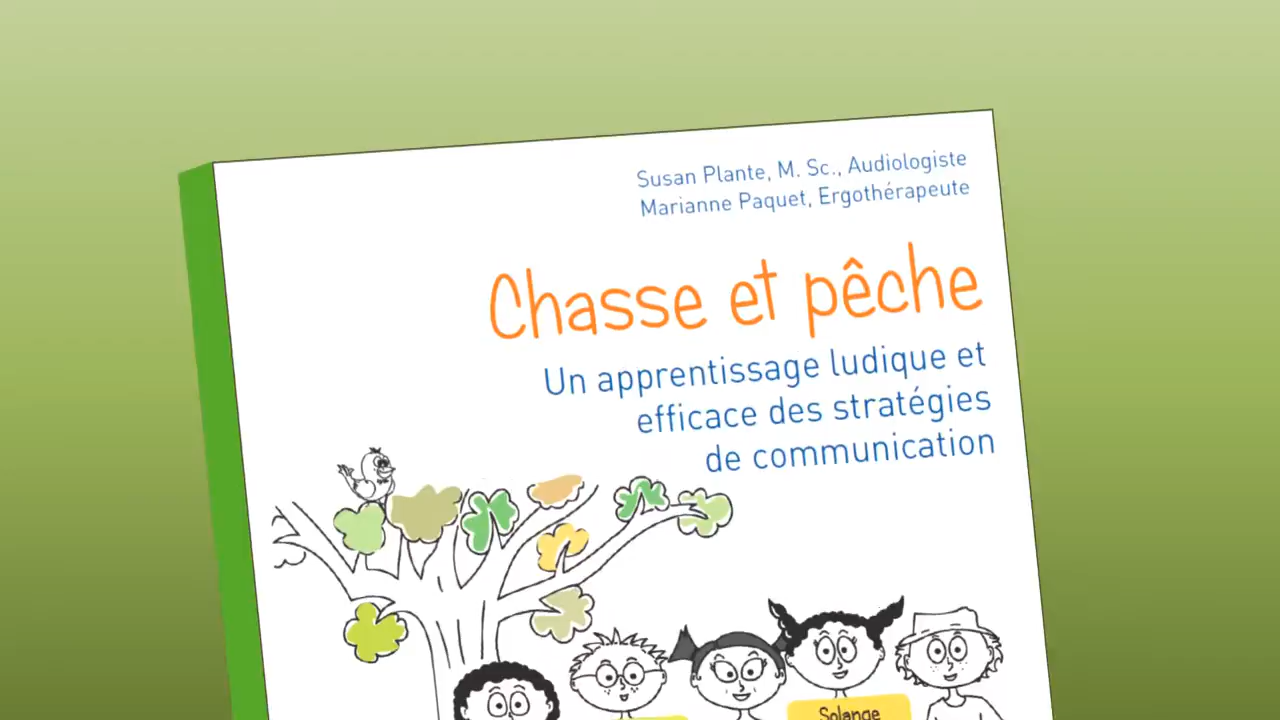 Susan Plante, M. Sc., Audiologiste
Marianne Paquet, Ergothérapeute
Chasse et pêche
Un apprentissage ludique et
efficace des stratégies
de communication
Solange